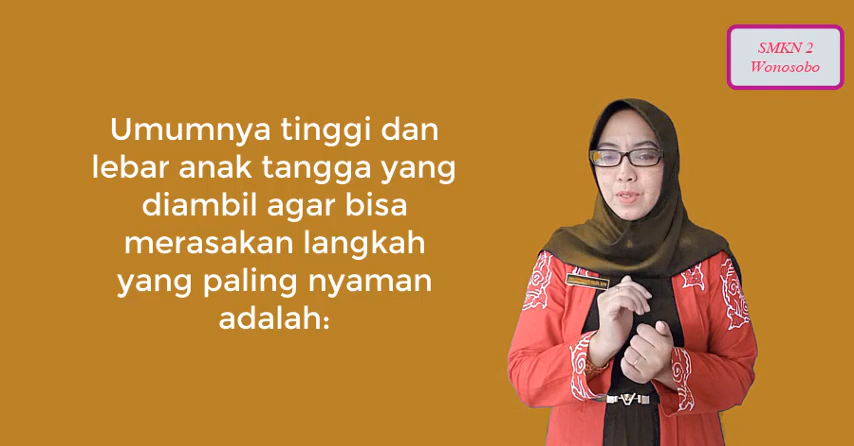 SMKN 2
Wonosobo
Umumnya tinggi dan
lebar anak tangga yang
diambil agar bisa
merasakan langkah
yang paling nyaman
adalah: